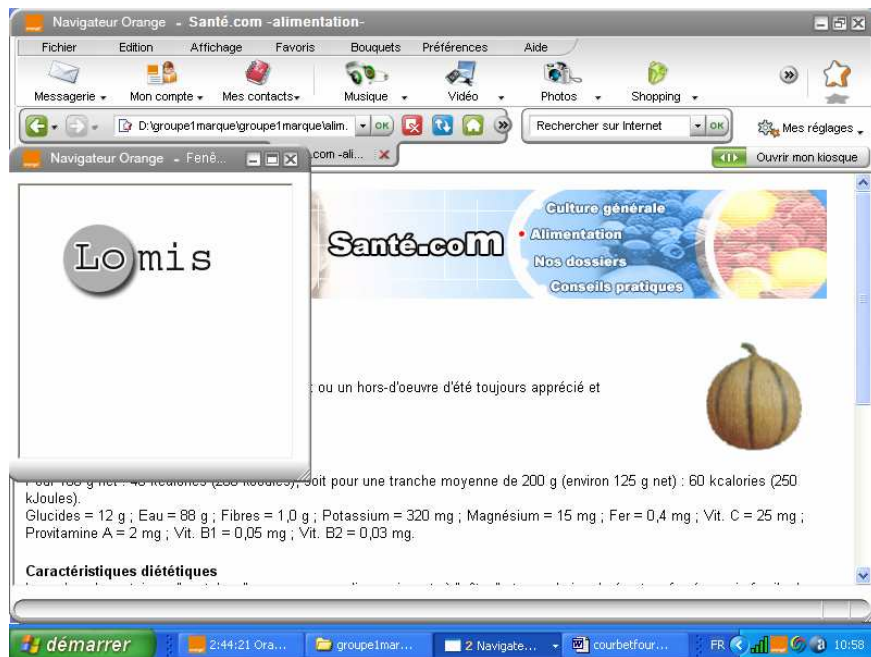 Navigateur Orange - Santé.com -alimentation-
Fichier Edition Affichage Favoris Bouquets Préférences Aide
Messagerie Mon compte Mes contacts Musique Vidéo Photos Shopping
D:\groupe1marque\groupe1marque\alim. OK Rechercher sur Internet OK Mes réglages
Navigateur Orange - Fenê... .com -ali... Ouvrir mon kiosque
Lomis
Santé.com
Culture générale
Alimentation
Nos dossiers
Conseils pratiques
ou un hors-d'oeuvre d'été toujours apprécié et
soit pour une tranche moyenne de 200 g (environ 125 g net) : 60 kcalories (250
kJoules).
Glucides = 12 g ; Eau = 88 g ; Fibres = 1,0 g ; Potassium = 320 mg ; Magnésium = 15 mg ; Fer = 0,4 mg ; Vit. C = 25 mg ;
Provitamine A = 2 mg ; Vit. B1 = 0,05 mg ; Vit. B2 = 0,03 mg.
Caractéristiques diététiques
démarrer 2:44:21 Ora... groupe1mar... 2 Navigate... courbetfour... FR 10:58